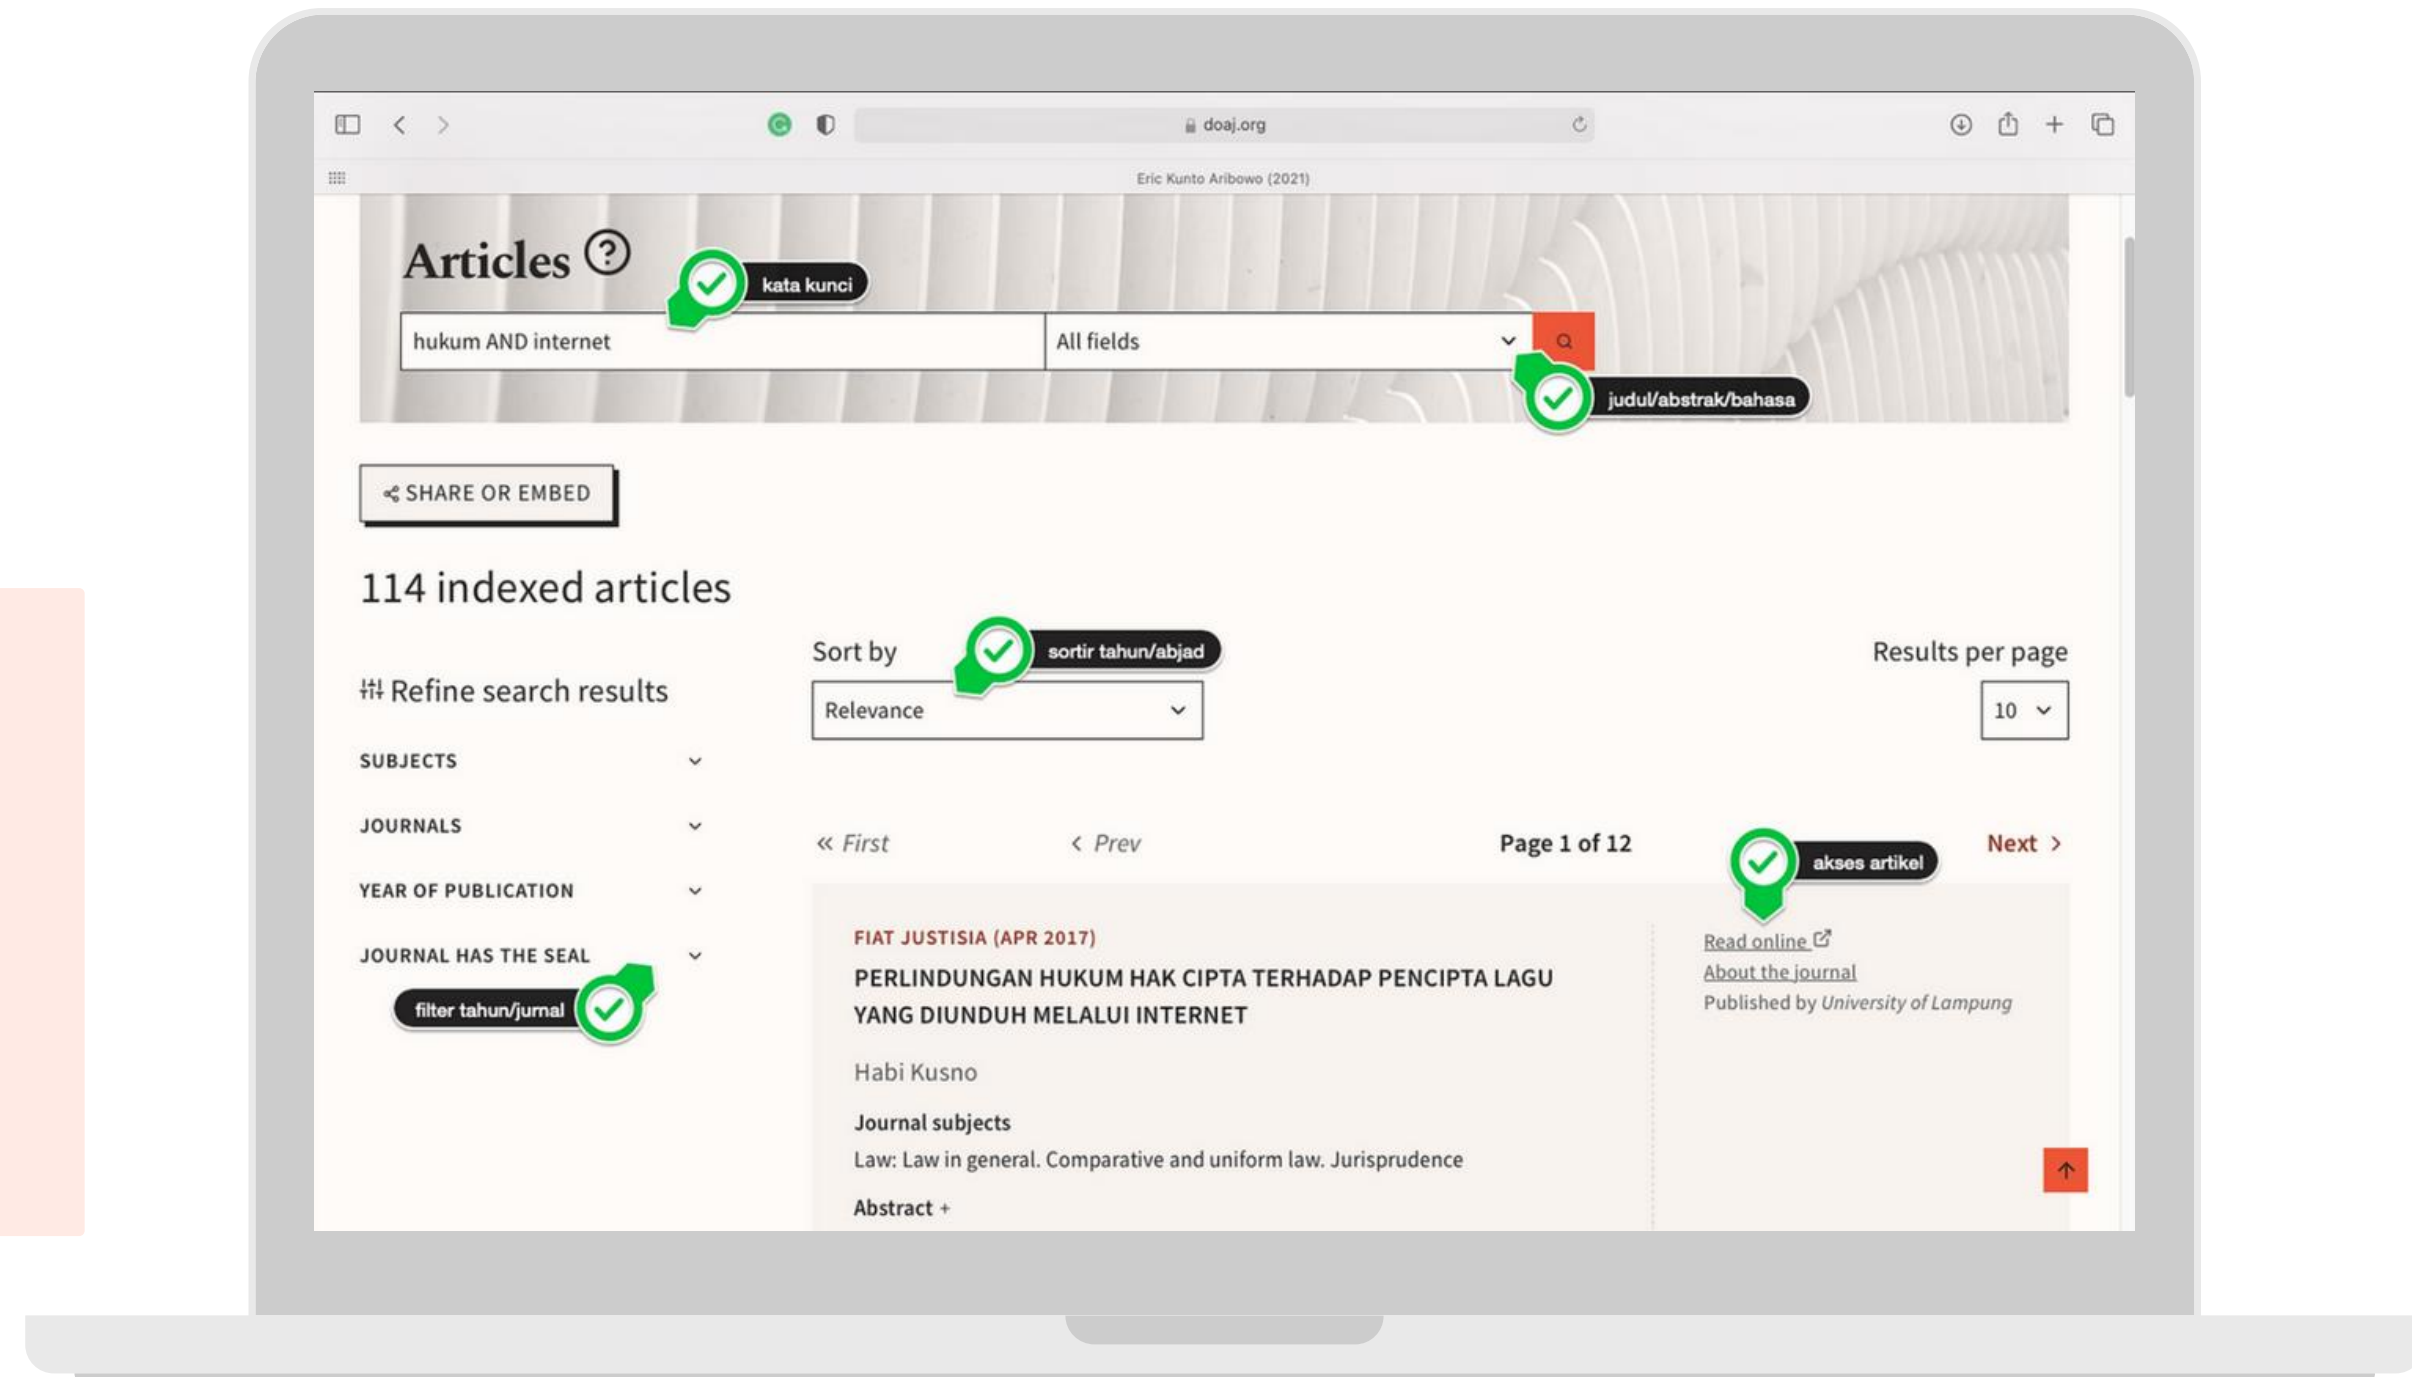 doaj.org
Eric Kunto Aribowo (2021)
Articles ?
kata kunci
hukum AND internet
All fields
judul/abstrak/bahasa
SHARE OR EMBED
114 indexed articles
Sort by
sortir tahun/abjad
Results per page
Refine search results
Relevance
10
SUBJECTS
JOURNALS
« First
< Prev
Page 1 of 12
akses artikel
Next >
YEAR OF PUBLICATION
JOURNAL HAS THE SEAL
filter tahun/jurnal
FIAT JUSTISIA (APR 2017)
PERLINDUNGAN HUKUM HAK CIPTA TERHADAP PENCIPTA LAGU
YANG DIUNDUH MELALUI INTERNET
Habi Kusno
Journal subjects
Law: Law in general. Comparative and uniform law. Jurisprudence
Abstract +
Read online
About the journal
Published by University of Lampung